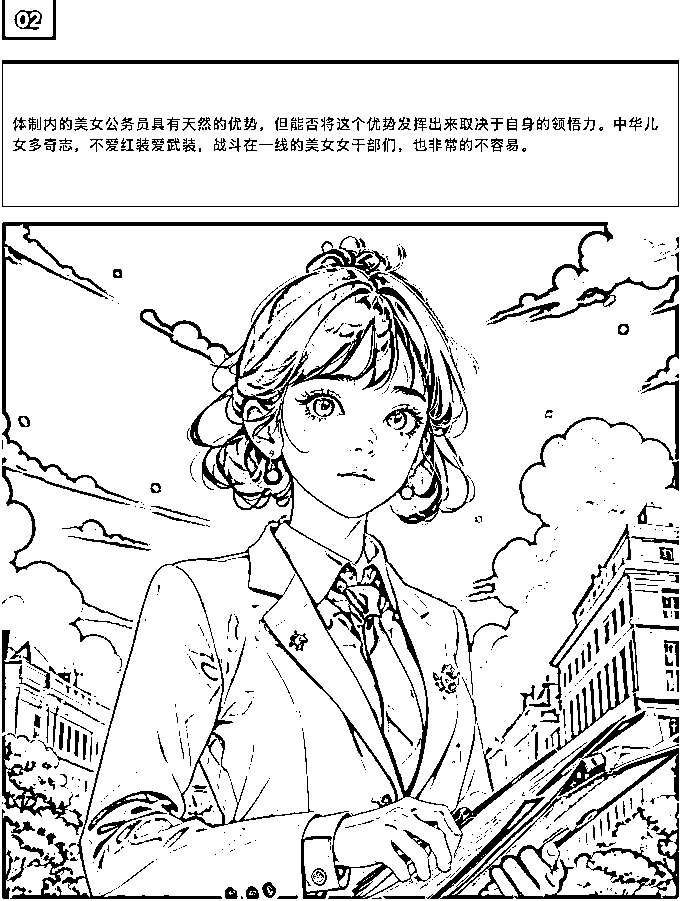 02
体制内的美女公务员具有天然的优势，但能否将这个优势发挥出来取决于自身的领悟力。中华儿
女多奇志，不爱红装爱武装，战斗在一线的美女女干部们，也非常的不容易。